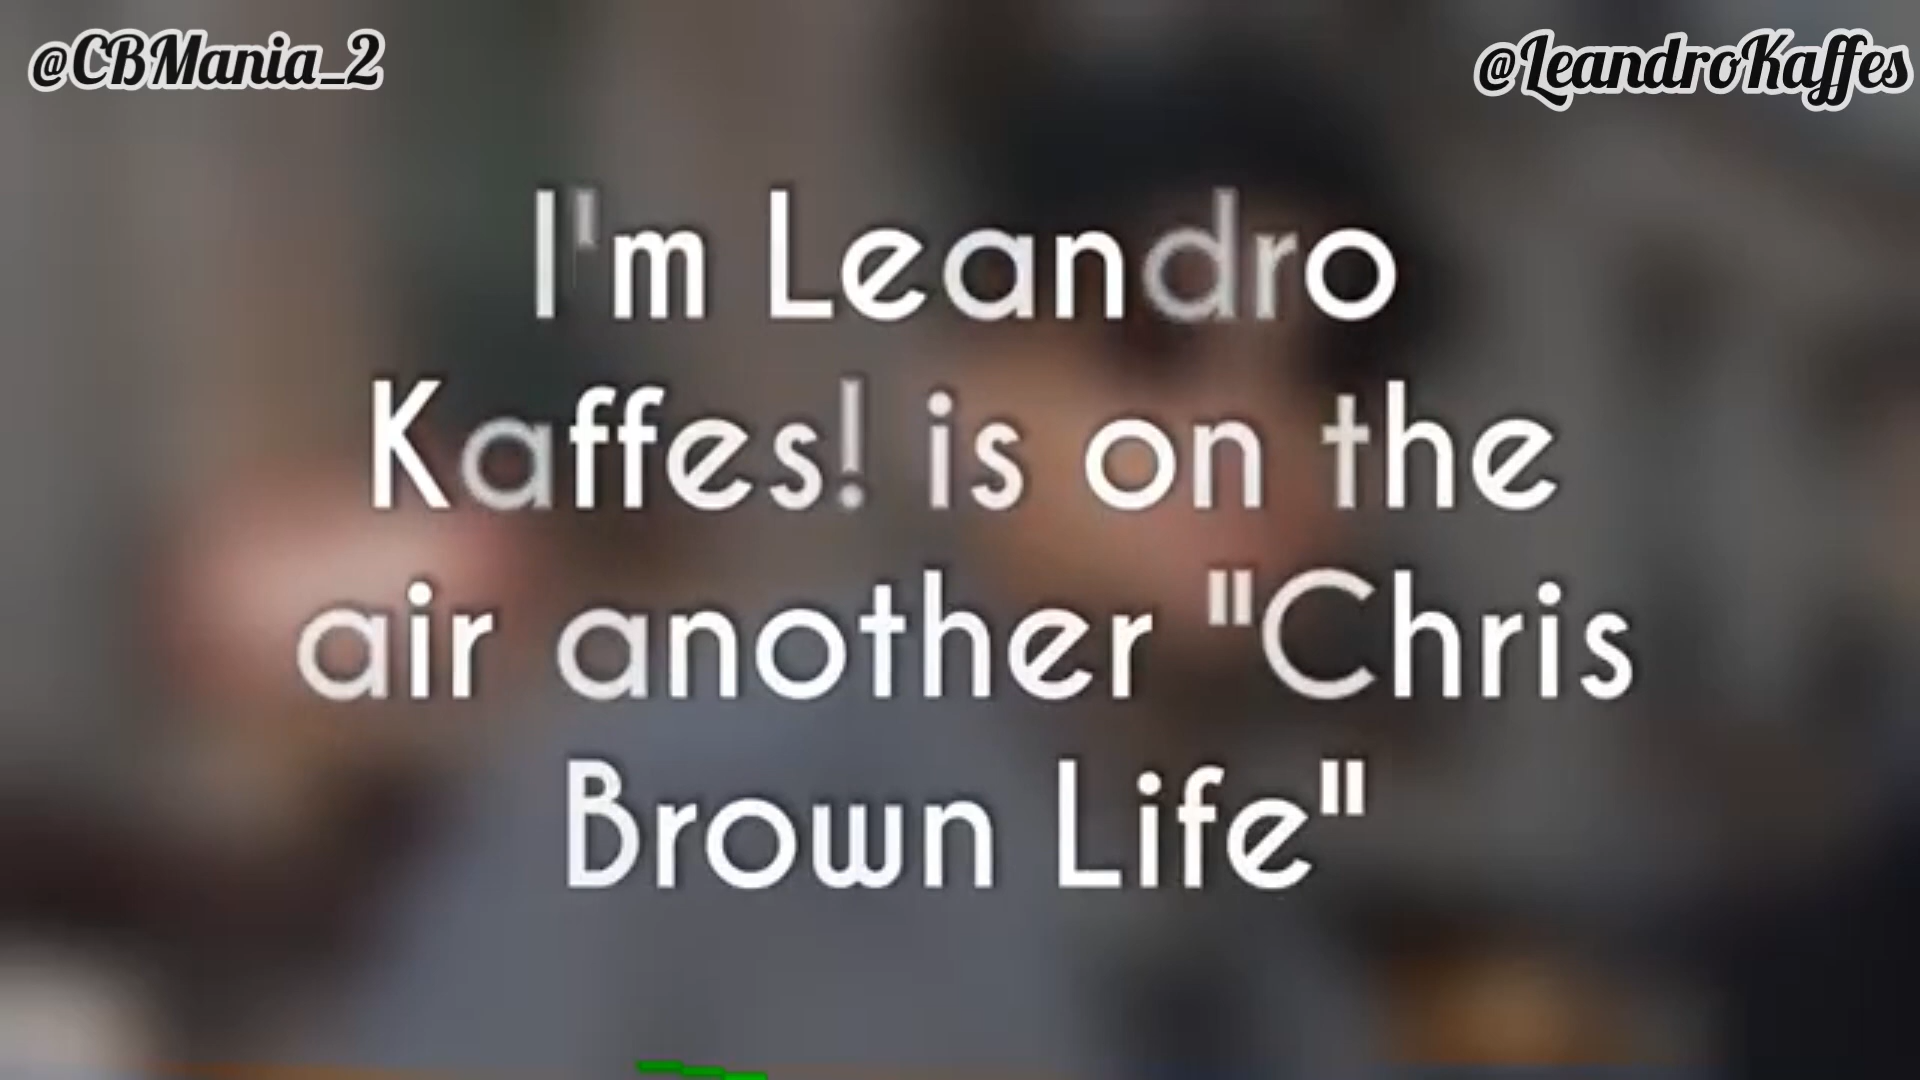 @CBMania_2
@LeandroKaffes
I'm Leandro
Kaffes! is on the
air another "Chris
Brown Life"